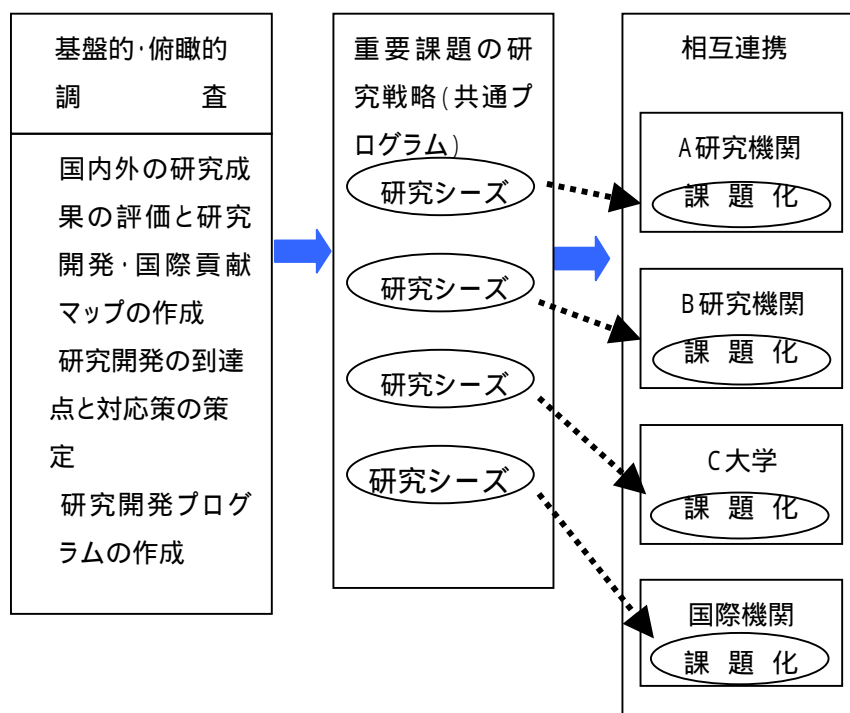 基盤的・俯瞰的
調 査
国内外の研究成
果の評価と研究
開発・国際貢献
マップの作成
研究開発の到達
点と対応策の策
定
研究開発プログ
ラムの作成
重要課題の研
究戦略(共通プ
ログラム)
研究シーズ
研究シーズ
研究シーズ
研究シーズ
相互連携
A研究機関
課 題 化
B研究機関
課 題 化
C大学
課 題 化
国際機関
課 題 化